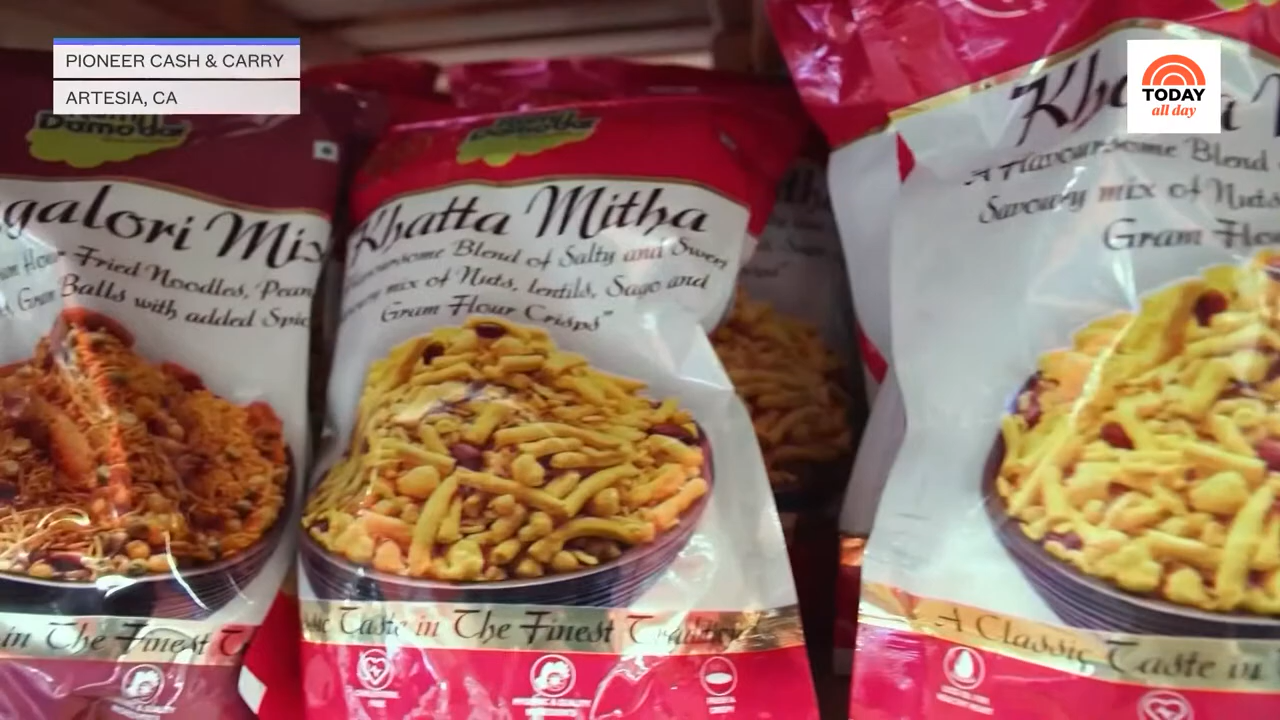 PIONEER CASH & CARRY
ARTESIA, CA
TODAY
all day
Damodar
galori Mix
Fried Noodles, Pean
Gram Balls with added Spic
in The Finest
Khatta Mitha
Blend of Salty and Sweet
mix of Nuts, lentils, Sago and
Gram Flour Crisps"
Taste in The Finest
A Flavoursome Blend
Savoury mix of Nuts
Gram Flou
A Classic Taste in